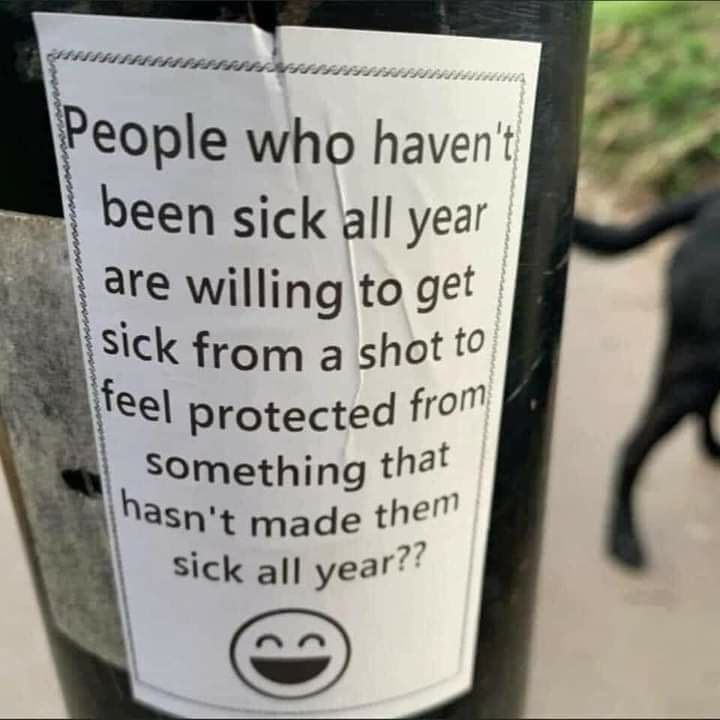 People who haven't
been sick all year
are willing to get
sick from a shot to
feel protected from
something that
hasn't made them
sick all year??